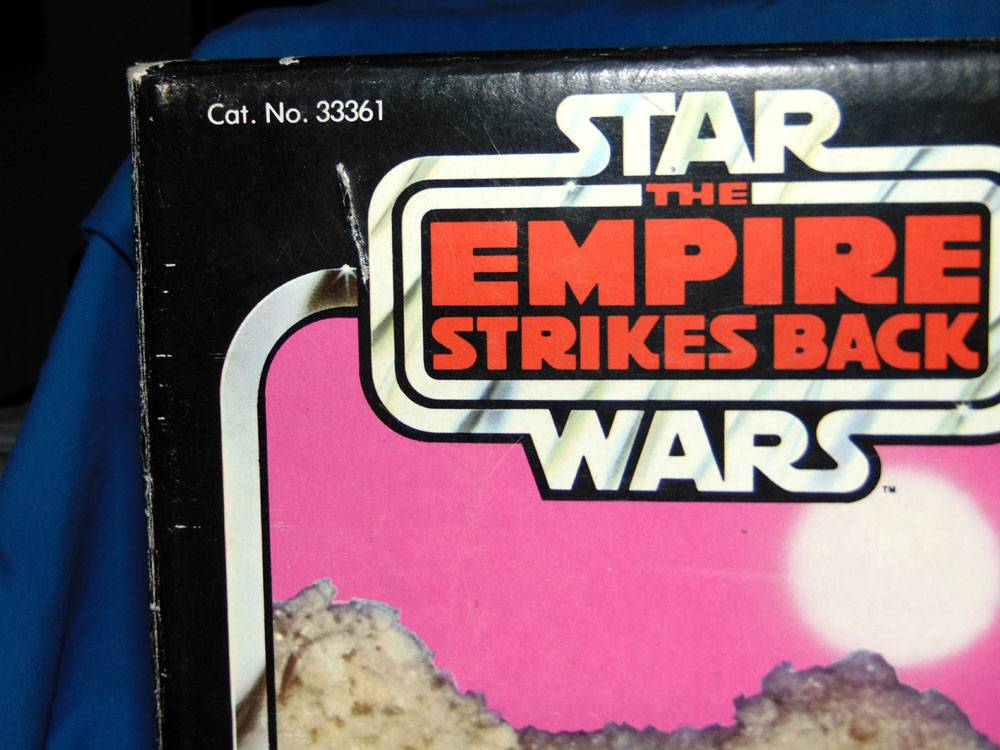 Cat. No. 33361
STAR
THE
EMPIRE
STRIKES BACK
WARS
™